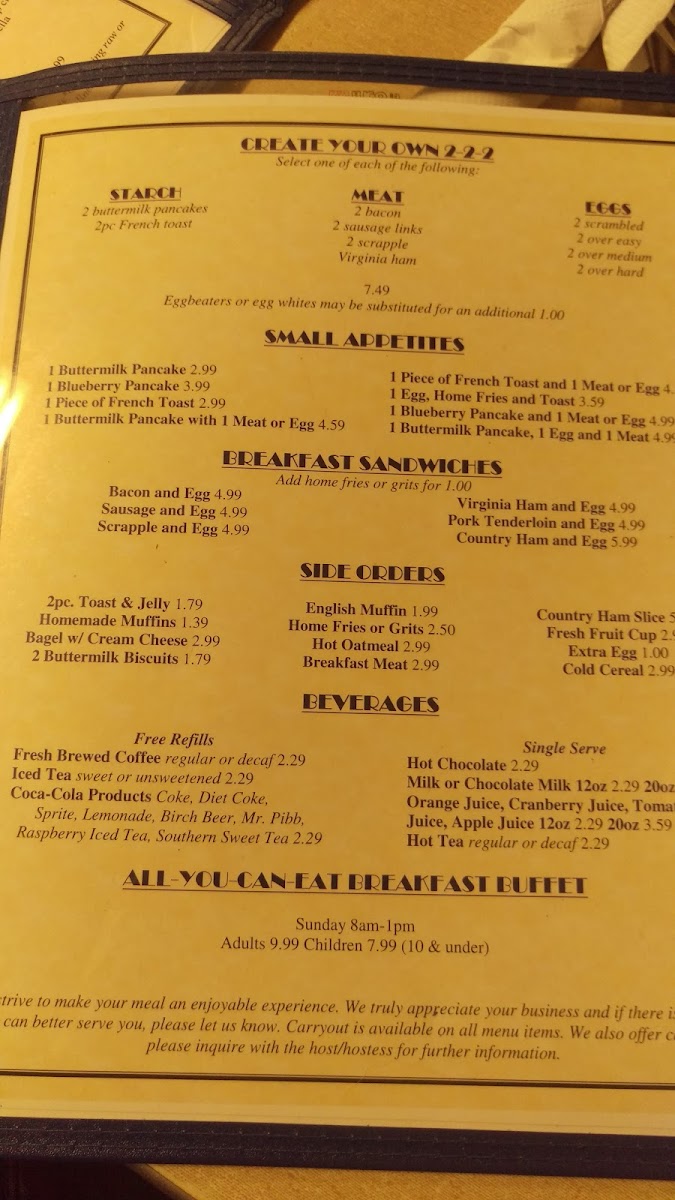 CREATE YOUR OWN 2-2-2
Select one of each of the following:
STARCH
2 buttermilk pancakes
2pc French toast
MEAT
2 bacon
2 sausage links
2 scrapple
Virginia ham
EGGS
2 scrambled
2 over easy
2 over medium
2 over hard
7.49
Eggbeaters or egg whites may be substituted for an additional 1.00
SMALL APPETITES
1 Buttermilk Pancake 2.99
1 Blueberry Pancake 3.99
1 Piece of French Toast 2.99
1 Buttermilk Pancake with 1 Meat or Egg 4.59
1 Piece of French Toast and 1 Meat or Egg 4.
1 Egg, Home Fries and Toast 3.59
1 Blueberry Pancake and 1 Meat or Egg 4.99
1 Buttermilk Pancake, 1 Egg and 1 Meat 4.99
BREAKFAST SANDWICHES
Add home fries or grits for 1.00
Bacon and Egg 4.99
Sausage and Egg 4.99
Scrapple and Egg 4.99
Virginia Ham and Egg 4.99
Pork Tenderloin and Egg 4.99
Country Ham and Egg 5.99
SIDE ORDERS
2pc. Toast & Jelly 1.79
Homemade Muffins 1.39
Bagel w/ Cream Cheese 2.99
2 Buttermilk Biscuits 1.79
English Muffin 1.99
Home Fries or Grits 2.50
Hot Oatmeal 2.99
Breakfast Meat 2.99
Country Ham Slice 5
Fresh Fruit Cup 2.9
Extra Egg 1.00
Cold Cereal 2.99
BEVERAGES
Free Refills
Fresh Brewed Coffee regular or decaf 2.29
Iced Tea sweet or unsweetened 2.29
Coca-Cola Products Coke, Diet Coke,
Sprite, Lemonade, Birch Beer, Mr. Pibb,
Raspberry Iced Tea, Southern Sweet Tea 2.29
Single Serve
Hot Chocolate 2.29
Milk or Chocolate Milk 12oz 2.29 20oz
Orange Juice, Cranberry Juice, Tomat
Juice, Apple Juice 12oz 2.29 20oz 3.59
Hot Tea regular or decaf 2.29
ALL-YOU-CAN-EAT BREAKFAST BUFFET
Sunday 8am-1pm
Adults 9.99 Children 7.99 (10 & under)
strive to make your meal an enjoyable experience. We truly appreciate your business and if there is
can better serve you, please let us know. Carryout is available on all menu items. We also offer c
please inquire with the host/hostess for further information.